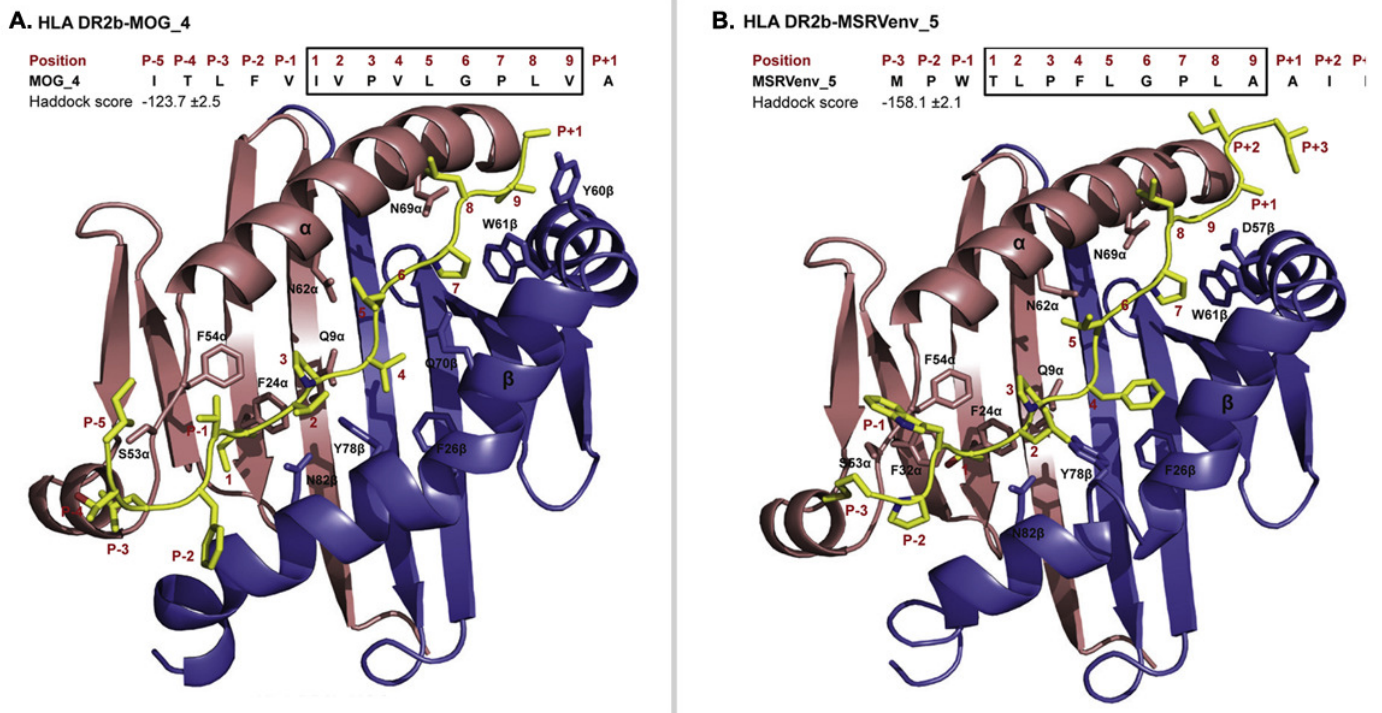 A. HLA DR2b-MOG_4
Position P-5 P-4 P-3 P-2 P-1 1 2 3 4 5 6 7 8 9 P+1
MOG_4 I T L F V I V P V L G P L V A
Haddock score -123.7 ±2.5
P+1
Y60β
N69α
8
9
W61β
α
6
7
N62α
5
F54α
Q9α
3
Q70β
4
F24α
β
P-5
P-1
2
S53α
Y78β
F26β
1
N82β
P-4
P-3
P-2
B. HLA DR2b-MSRVenv_5
Position P-3 P-2 P-1 1 2 3 4 5 6 7 8 9 P+1 P+2
MSRVenv_5 M P W T L P F L G P L A A I
Haddock score -158.1 ±2.1
P+2
P+3
P+1
D57β
8
9
N69α
α
N62α
6
7
W61β
5
F54α
Q9α
3
4
β
P-1
F24α
2
S53α
F32α
1
Y78β
F26β
P-3
P-2
N82β